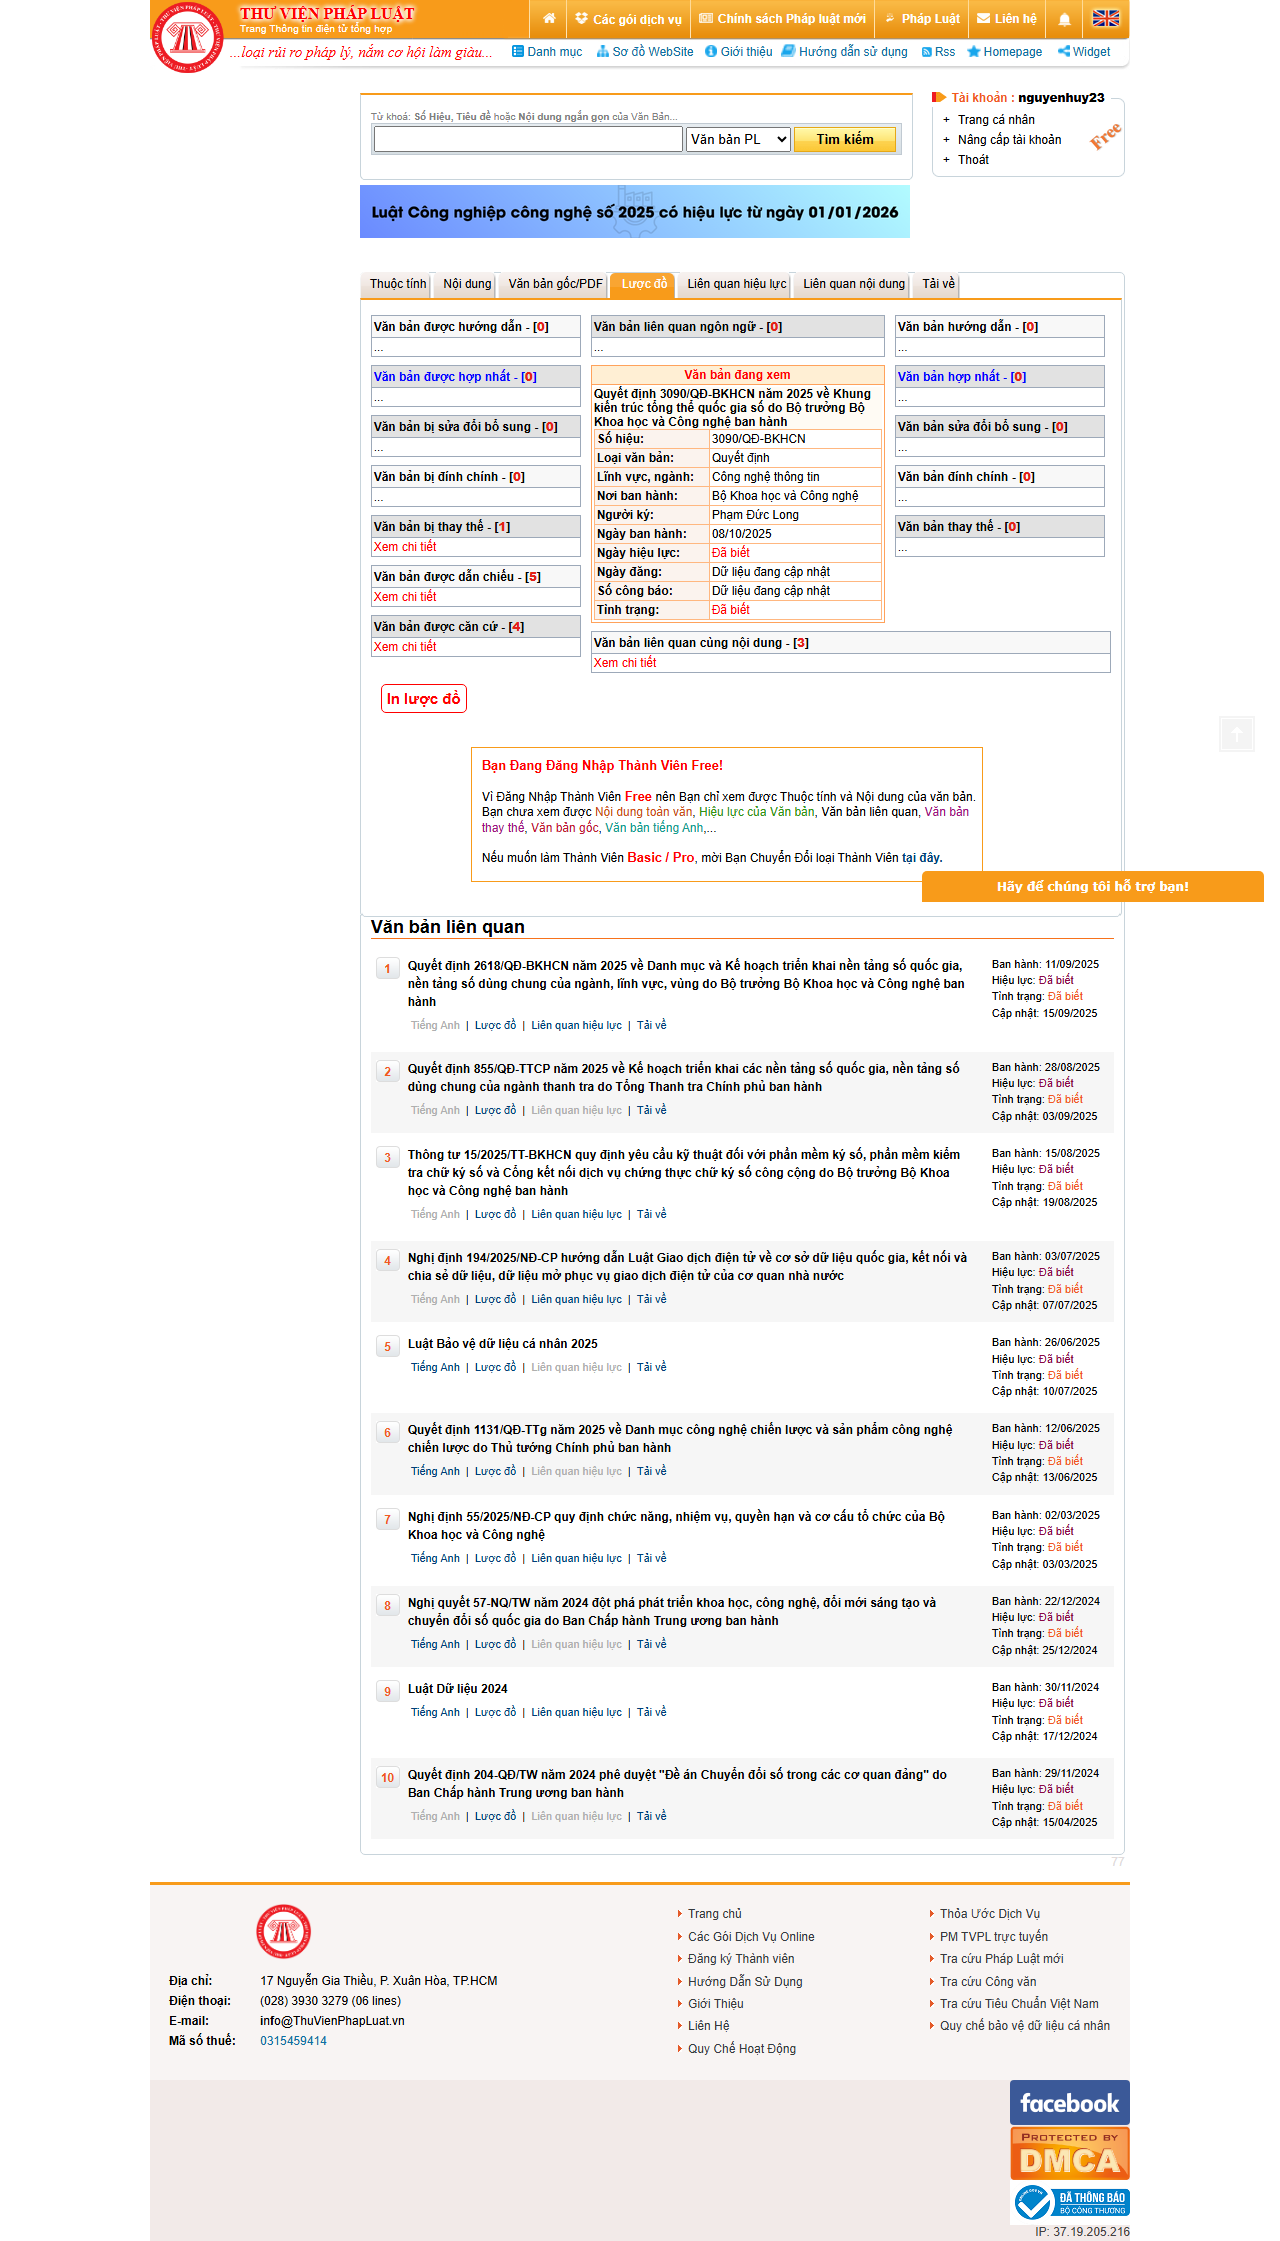 THƯ VIỆN PHÁP LUẬT
Trang Thông tin điện tử tổng hợp
...loại rủi ro pháp lý, nắm cơ hội làm giàu...
Các gói dịch vụ
Chính sách Pháp luật mới
Pháp Luật
Liên hệ
Danh mục
Sơ đồ WebSite
Giới thiệu
Hướng dẫn sử dụng
Rss
Homepage
Widget
Từ khoá: Số Hiệu, Tiêu đề hoặc Nội dung ngắn gọn của Văn Bản...
Văn bản PL
Tìm kiếm
Tài khoản : nguyenhuy23
+ Trang cá nhân
+ Nâng cấp tài khoản
+ Thoát
Free
Luật Công nghiệp công nghệ số 2025 có hiệu lực từ ngày 01/01/2026
Thuộc tính
Nội dung
Văn bản gốc/PDF
Lược đồ
Liên quan hiệu lực
Liên quan nội dung
Tải về
Văn bản được hướng dẫn - [0]
...
Văn bản được hợp nhất - [0]
...
Văn bản bị sửa đổi bổ sung - [0]
...
Văn bản bị đính chính - [0]
...
Văn bản bị thay thế - [1]
Xem chi tiết
Văn bản được dẫn chiếu - [5]
Xem chi tiết
Văn bản được căn cứ - [4]
Xem chi tiết
Văn bản liên quan ngôn ngữ - [0]
...
Văn bản đang xem
Quyết định 3090/QĐ-BKHCN năm 2025 về Khung
kiến trúc tổng thể quốc gia số do Bộ trưởng Bộ
Khoa học và Công nghệ ban hành
Số hiệu: 3090/QĐ-BKHCN
Loại văn bản: Quyết định
Lĩnh vực, ngành: Công nghệ thông tin
Nơi ban hành: Bộ Khoa học và Công nghệ
Người ký: Phạm Đức Long
Ngày ban hành: 08/10/2025
Ngày hiệu lực: Đã biết
Ngày đăng: Dữ liệu đang cập nhật
Số công báo: Dữ liệu đang cập nhật
Tình trạng: Đã biết
Văn bản hướng dẫn - [0]
...
Văn bản hợp nhất - [0]
...
Văn bản sửa đổi bổ sung - [0]
...
Văn bản đính chính - [0]
...
Văn bản thay thế - [0]
...
Văn bản liên quan cùng nội dung - [3]
Xem chi tiết
In lược đồ
Bạn Đang Đăng Nhập Thành Viên Free!
Vì Đăng Nhập Thành Viên Free nên Bạn chỉ xem được Thuộc tính và Nội dung của văn bản.
Bạn chưa xem được Nội dung toàn văn, Hiệu lực của Văn bản, Văn bản liên quan, Văn bản
thay thế, Văn bản gốc, Văn bản tiếng Anh,...
Nếu muốn làm Thành Viên Basic / Pro, mời Bạn Chuyển Đổi loại Thành Viên tại đây.
Hãy để chúng tôi hỗ trợ bạn!
Văn bản liên quan
1
Quyết định 2618/QĐ-BKHCN năm 2025 về Danh mục và Kế hoạch triển khai nền tảng số quốc gia,
nền tảng số dùng chung của ngành, lĩnh vực, vùng do Bộ trưởng Bộ Khoa học và Công nghệ ban
hành
Tiếng Anh | Lược đồ | Liên quan hiệu lực | Tải về
Ban hành: 11/09/2025
Hiệu lực: Đã biết
Tình trạng: Đã biết
Cập nhật: 15/09/2025
2
Quyết định 855/QĐ-TTCP năm 2025 về Kế hoạch triển khai các nền tảng số quốc gia, nền tảng số
dùng chung của ngành thanh tra do Tổng Thanh tra Chính phủ ban hành
Tiếng Anh | Lược đồ | Liên quan hiệu lực | Tải về
Ban hành: 28/08/2025
Hiệu lực: Đã biết
Tình trạng: Đã biết
Cập nhật: 03/09/2025
3
Thông tư 15/2025/TT-BKHCN quy định yêu cầu kỹ thuật đối với phần mềm ký số, phần mềm kiểm
tra chữ ký số và Cổng kết nối dịch vụ chứng thực chữ ký số công cộng do Bộ trưởng Bộ Khoa
học và Công nghệ ban hành
Tiếng Anh | Lược đồ | Liên quan hiệu lực | Tải về
Ban hành: 15/08/2025
Hiệu lực: Đã biết
Tình trạng: Đã biết
Cập nhật: 19/08/2025
4
Nghị định 194/2025/NĐ-CP hướng dẫn Luật Giao dịch điện tử về cơ sở dữ liệu quốc gia, kết nối và
chia sẻ dữ liệu, dữ liệu mở phục vụ giao dịch điện tử của cơ quan nhà nước
Tiếng Anh | Lược đồ | Liên quan hiệu lực | Tải về
Ban hành: 03/07/2025
Hiệu lực: Đã biết
Tình trạng: Đã biết
Cập nhật: 07/07/2025
5
Luật Bảo vệ dữ liệu cá nhân 2025
Tiếng Anh | Lược đồ | Liên quan hiệu lực | Tải về
Ban hành: 26/06/2025
Hiệu lực: Đã biết
Tình trạng: Đã biết
Cập nhật: 10/07/2025
6
Quyết định 1131/QĐ-TTg năm 2025 về Danh mục công nghệ chiến lược và sản phẩm công nghệ
chiến lược do Thủ tướng Chính phủ ban hành
Tiếng Anh | Lược đồ | Liên quan hiệu lực | Tải về
Ban hành: 12/06/2025
Hiệu lực: Đã biết
Tình trạng: Đã biết
Cập nhật: 13/06/2025
7
Nghị định 55/2025/NĐ-CP quy định chức năng, nhiệm vụ, quyền hạn và cơ cấu tổ chức của Bộ
Khoa học và Công nghệ
Tiếng Anh | Lược đồ | Liên quan hiệu lực | Tải về
Ban hành: 02/03/2025
Hiệu lực: Đã biết
Tình trạng: Đã biết
Cập nhật: 03/03/2025
8
Nghị quyết 57-NQ/TW năm 2024 đột phá phát triển khoa học, công nghệ, đổi mới sáng tạo và
chuyển đổi số quốc gia do Ban Chấp hành Trung ương ban hành
Tiếng Anh | Lược đồ | Liên quan hiệu lực | Tải về
Ban hành: 22/12/2024
Hiệu lực: Đã biết
Tình trạng: Đã biết
Cập nhật: 25/12/2024
9
Luật Dữ liệu 2024
Tiếng Anh | Lược đồ | Liên quan hiệu lực | Tải về
Ban hành: 30/11/2024
Hiệu lực: Đã biết
Tình trạng: Đã biết
Cập nhật: 17/12/2024
10
Quyết định 204-QĐ/TW năm 2024 phê duyệt "Đề án Chuyển đổi số trong các cơ quan đảng" do
Ban Chấp hành Trung ương ban hành
Tiếng Anh | Lược đồ | Liên quan hiệu lực | Tải về
Ban hành: 29/11/2024
Hiệu lực: Đã biết
Tình trạng: Đã biết
Cập nhật: 15/04/2025
77
Địa chỉ: 17 Nguyễn Gia Thiều, P. Xuân Hòa, TP.HCM
Điện thoại: (028) 3930 3279 (06 lines)
E-mail: info@ThuVienPhapLuat.vn
Mã số thuế: 0315459414
Trang chủ
Các Gói Dịch Vụ Online
Đăng ký Thành viên
Hướng Dẫn Sử Dụng
Giới Thiệu
Liên Hệ
Quy Chế Hoạt Động
Thỏa Ước Dịch Vụ
PM TVPL trực tuyến
Tra cứu Pháp Luật mới
Tra cứu Công văn
Tra cứu Tiêu Chuẩn Việt Nam
Quy chế bảo vệ dữ liệu cá nhân
facebook
PROTECTED BY
DMCA
ĐÃ THÔNG BÁO
BỘ CÔNG THƯƠNG
IP: 37.19.205.216